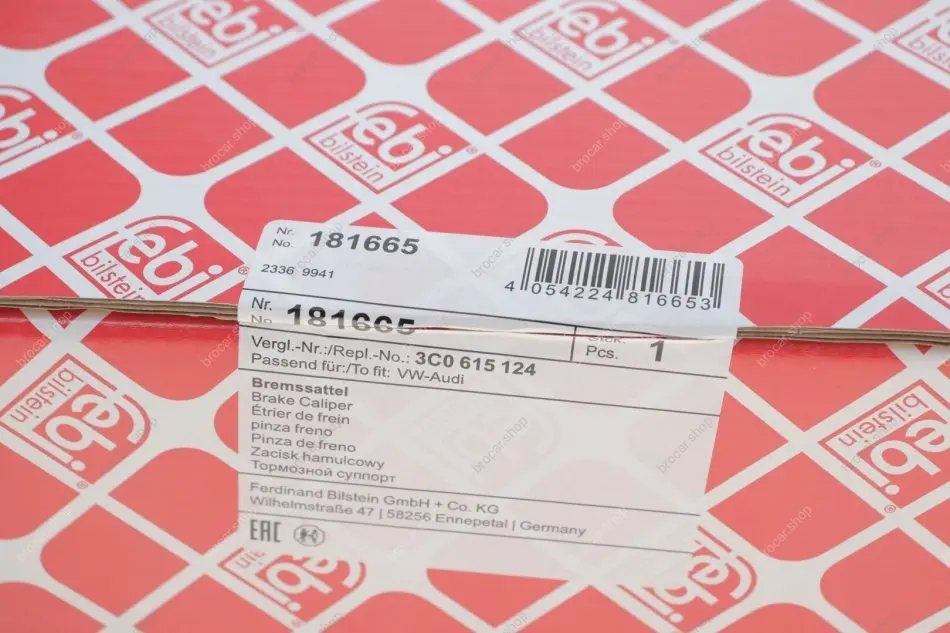 febi
bilstein
Nr.
No. 181665
2336 9941
4 054224 816653
Nr.
No. 181665
Stck.
Pcs. 1
Vergl.-Nr.:/Repl.-No.: 3C0 615 124
Passend für:/To fit: VW-Audi
Bremssattel
Brake Caliper
Étrier de frein
pinza freno
Pinza de freno
Zacisk hamulcowy
Тормозной суппорт
Ferdinand Bilstein GmbH + Co. KG
Wilhelmstraße 47 | 58256 Ennepetal | Germany
EAC
brocar.shop